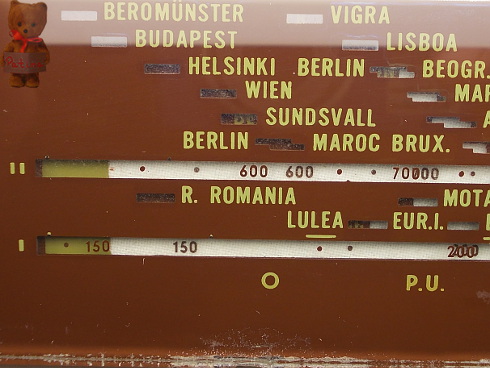 BEROMÜNSTER VIGRA
BUDAPEST LISBOA
HELSINKI BERLIN BEOGR.
WIEN MAR
SUNDSVALL A
BERLIN MAROC BRUX.
II 600 600 70000
R. ROMANIA MOTA
LULEA EUR.I.
I 150 150 200
O P.U.